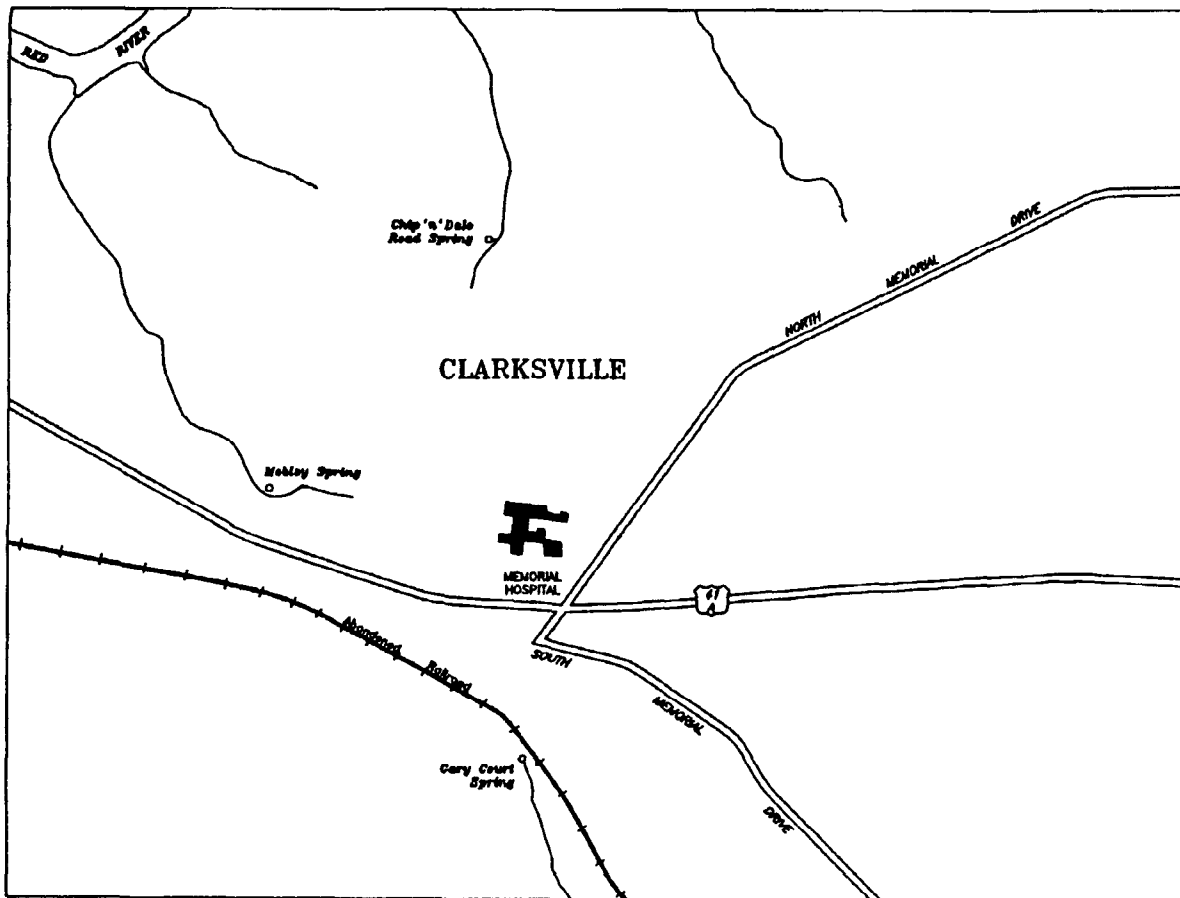 RED RIVER
Chip 'n' Dale
Road Spring
NORTH MEMORIAL DRIVE
CLARKSVILLE
Mobley Spring
MEMORIAL
HOSPITAL
41
A
SOUTH MEMORIAL DRIVE
Abandoned Railroad
Gary Court
Spring